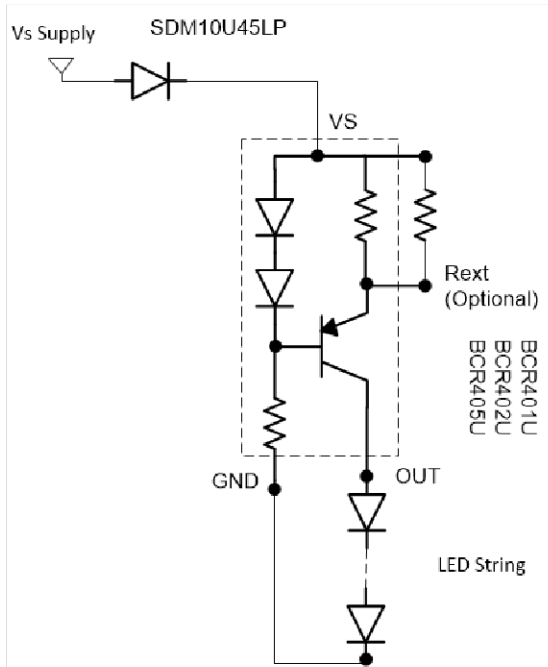 SDM10U45LP
Vs Supply
VS
Rext
(Optional)
BCR401U
BCR402U
BCR405U
GND
OUT
LED String